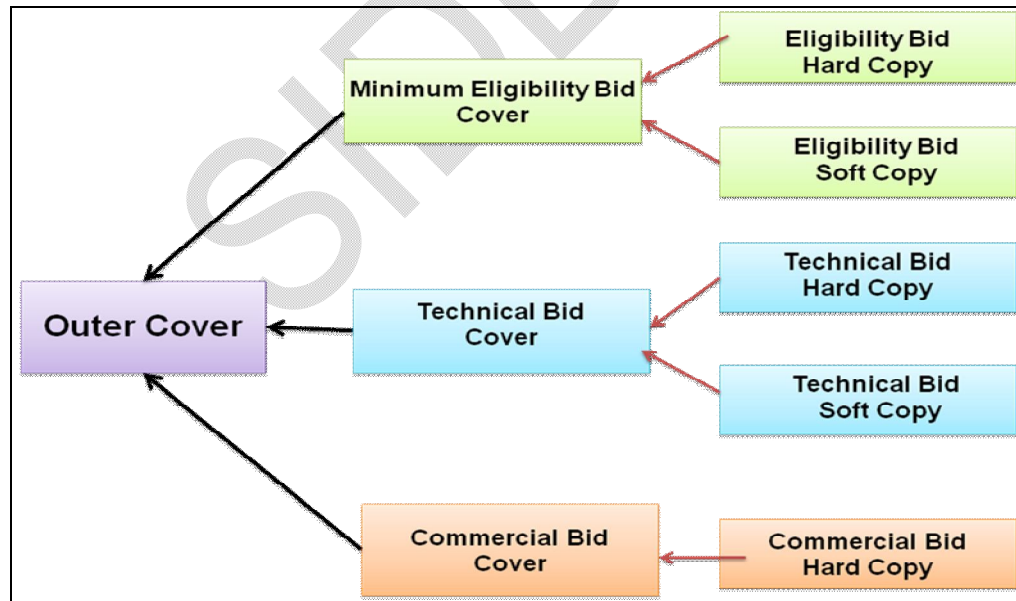 Eligibility Bid
Hard Copy
Minimum Eligibility Bid
Cover
Eligibility Bid
Soft Copy
Technical Bid
Hard Copy
Outer Cover
Technical Bid
Cover
Technical Bid
Soft Copy
Commercial Bid
Cover
Commercial Bid
Hard Copy